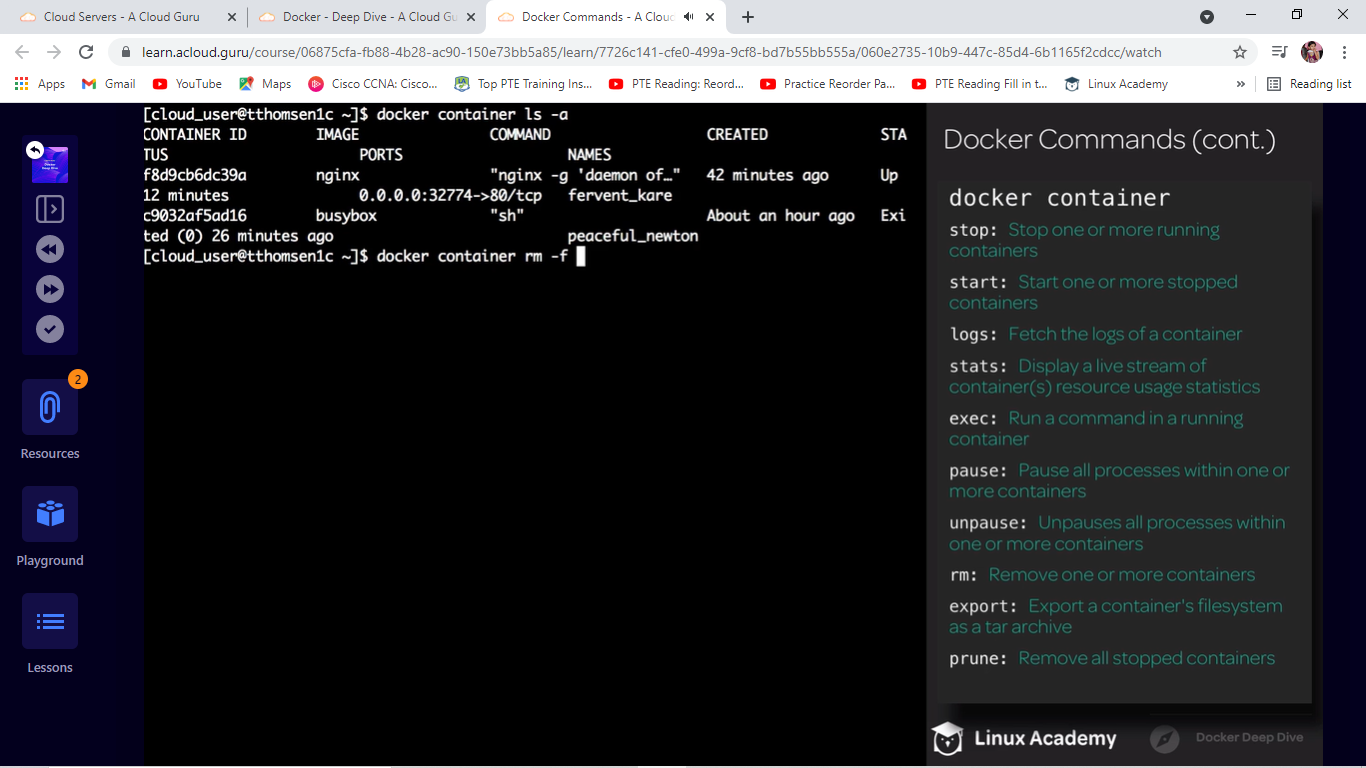 Cloud Servers - A Cloud Guru
Docker - Deep Dive - A Cloud Gu
Docker Commands - A Cloud
learn.acloud.guru/course/06875cfa-fb88-4b28-ac90-150e73bb5a85/learn/7726c141-cfe0-499a-9cf8-bd7b55bb555a/060e2735-10b9-447c-85d4-6b1165f2cdcc/watch
Apps
Gmail
YouTube
Maps
Cisco CCNA: Cisco...
Top PTE Training Ins...
PTE Reading: Reord...
Practice Reorder Pa...
PTE Reading Fill in t...
Linux Academy
»
Reading list
2
Resources
Playground
Lessons
[cloud_user@tthomsen1c ~]$ docker container ls -a
CONTAINER ID IMAGE COMMAND CREATED STA
TUS PORTS NAMES
f8d9cb6dc39a nginx "nginx -g 'daemon of…" 42 minutes ago Up
12 minutes 0.0.0.0:32774->80/tcp fervent_kare
c9032af5ad16 busybox "sh" About an hour ago Exi
ted (0) 26 minutes ago peaceful_newton
[cloud_user@tthomsen1c ~]$ docker container rm -f
Docker Commands (cont.)
docker container
stop: Stop one or more running
containers
start: Start one or more stopped
containers
logs: Fetch the logs of a container
stats: Display a live stream of
container(s) resource usage statistics
exec: Run a command in a running
container
pause: Pause all processes within one or
more containers
unpause: Unpauses all processes within
one or more containers
rm: Remove one or more containers
export: Export a container's filesystem
as a tar archive
prune: Remove all stopped containers
Linux Academy
Docker Deep Dive